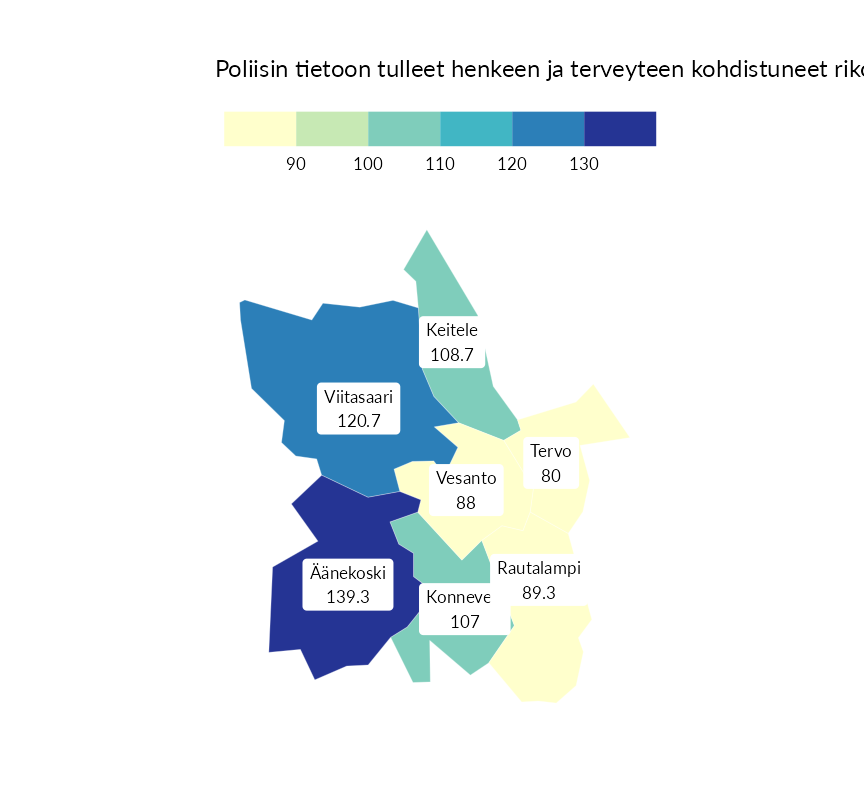 Poliisin tietoon tulleet henkeen ja terveyteen kohdistuneet
90 100 110 120 130
Keitele
108.7
Viitasaari
120.7
Tervo
80
Vesanto
88
Rautalampi
89.3
Äänekoski
139.3
Konneve
107